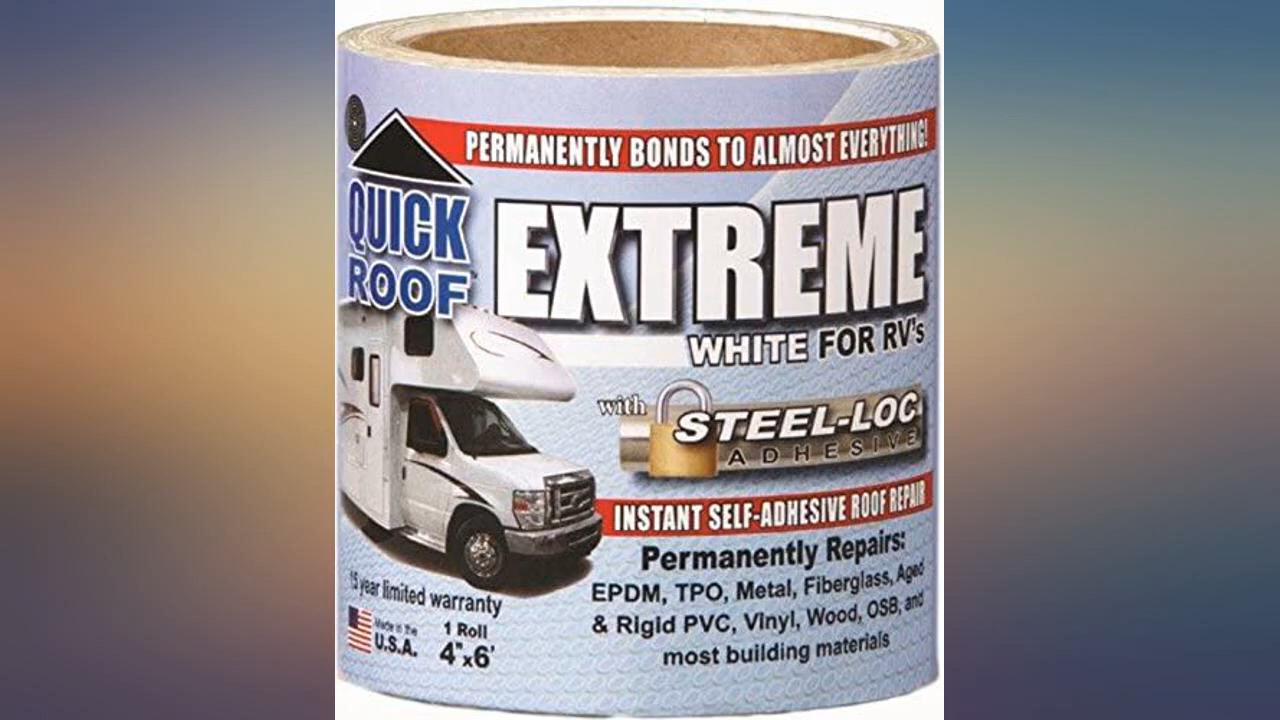 PERMANENTLY BONDS TO ALMOST EVERYTHING!
QUICK
ROOF
EXTREME
WHITE FOR RV's
with STEEL-LOC
ADHESIVE
INSTANT SELF-ADHESIVE ROOF REPAIR
Permanently Repairs:
EPDM, TPO, Metal, Fiberglass, Aged
& Rigid PVC, Vinyl, Wood, OSB, and
most building materials
15 year limited warranty
Made in the
U.S.A.
1 Roll
4"x6'